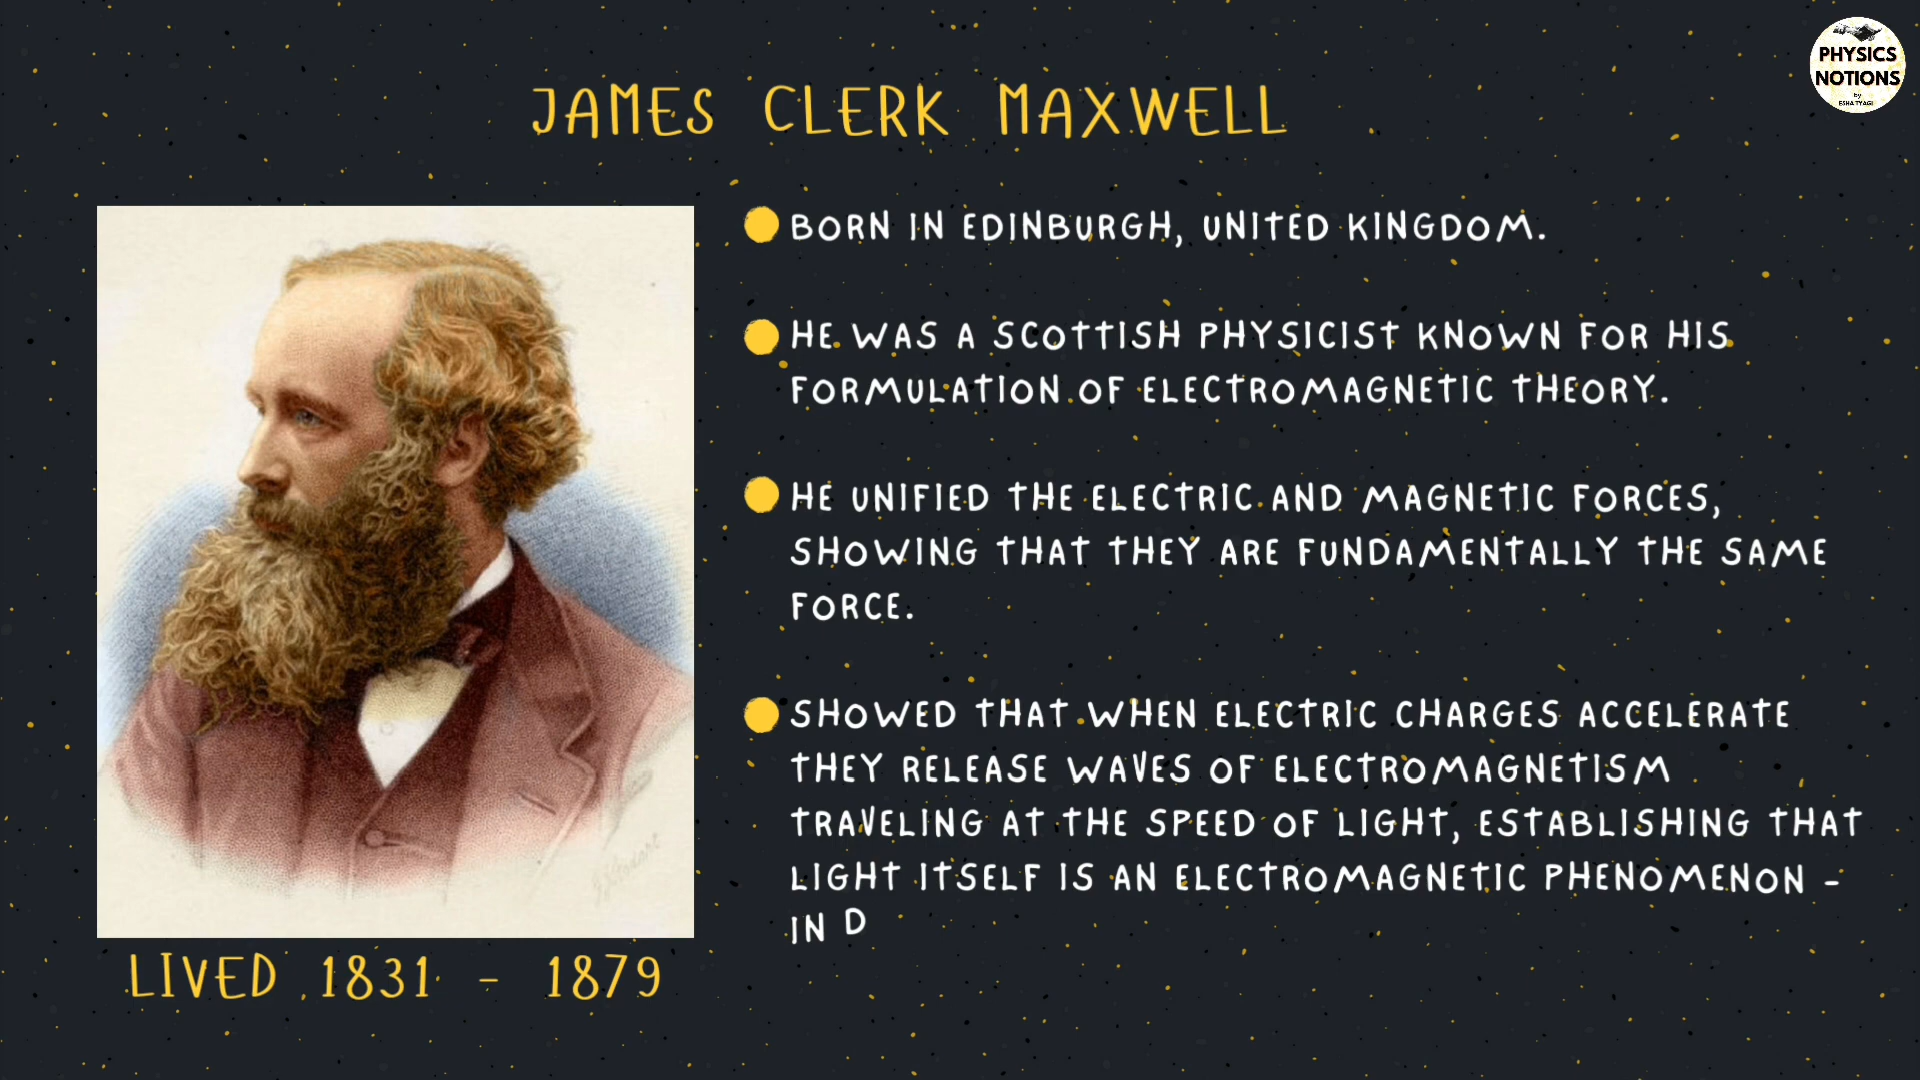 PHYSICS
NOTIONS
by
ESHA TYAGI
JAMES CLERK MAXWELL
BORN IN EDINBURGH, UNITED KINGDOM.
HE WAS A SCOTTISH PHYSICIST KNOWN FOR HIS
FORMULATION OF ELECTROMAGNETIC THEORY.
HE UNIFIED THE ELECTRIC AND MAGNETIC FORCES,
SHOWING THAT THEY ARE FUNDAMENTALLY THE SAME
FORCE.
SHOWED THAT WHEN ELECTRIC CHARGES ACCELERATE
THEY RELEASE WAVES OF ELECTROMAGNETISM
TRAVELING AT THE SPEED OF LIGHT, ESTABLISHING THAT
LIGHT ITSELF IS AN ELECTROMAGNETIC PHENOMENON -
IN D
LIVED 1831 - 1879